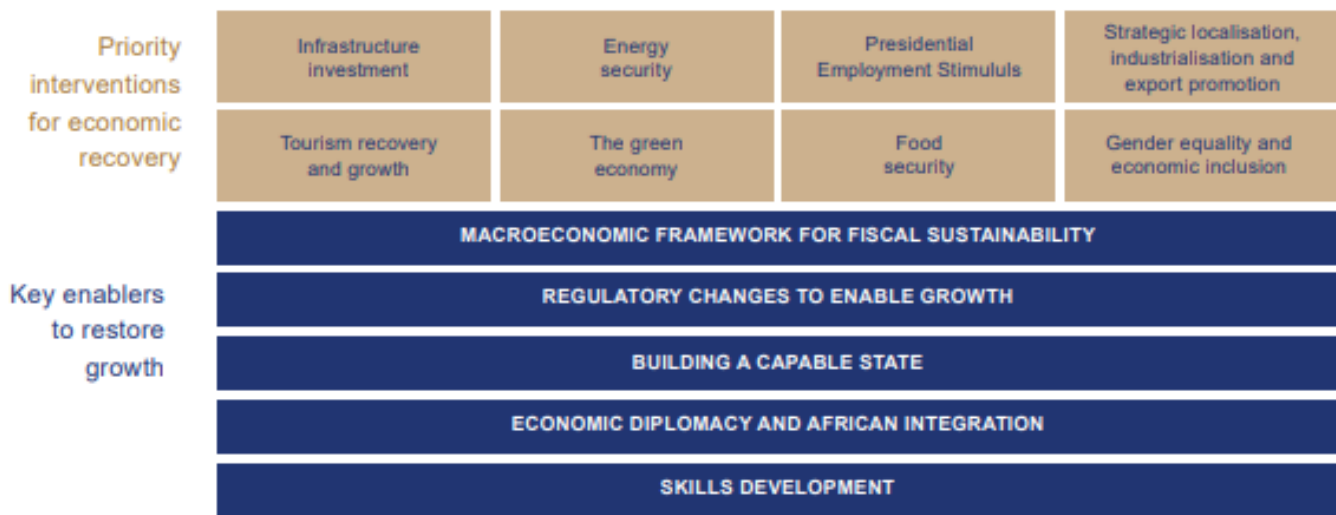 Priority
interventions
for economic
recovery
Infrastructure
investment
Energy
security
Presidential
Employment Stimululs
Strategic localisation,
industrialisation and
export promotion
Tourism recovery
and growth
The green
economy
Food
security
Gender equality and
economic inclusion
Key enablers
to restore
growth
MACROECONOMIC FRAMEWORK FOR FISCAL SUSTAINABILITY
REGULATORY CHANGES TO ENABLE GROWTH
BUILDING A CAPABLE STATE
ECONOMIC DIPLOMACY AND AFRICAN INTEGRATION
SKILLS DEVELOPMENT